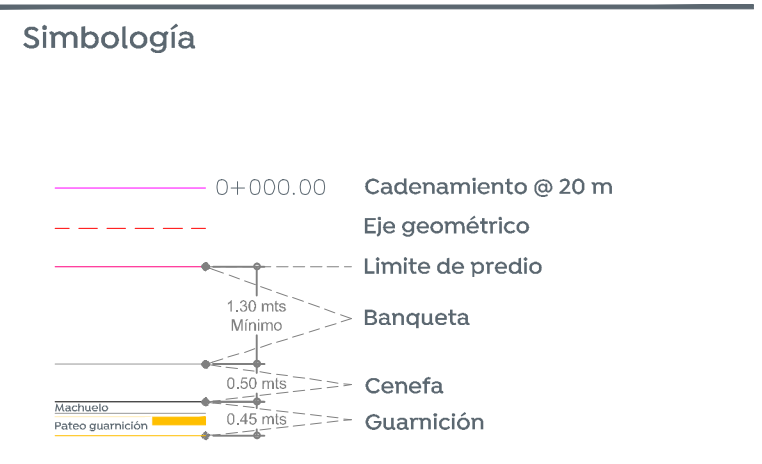 Simbología
0+000.00 Cadenamiento @ 20 m
Eje geométrico
Limite de predio
1.30 mts
Mínimo
Banqueta
0.50 mts Cenefa
Machuelo
Pateo guarnición 0.45 mts Guarnición